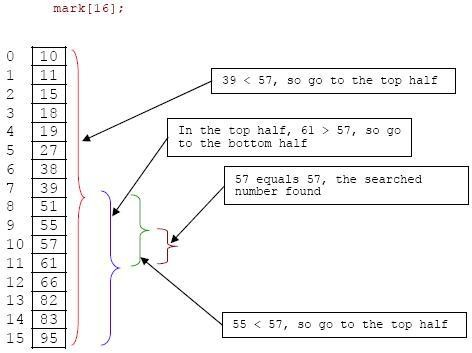 mark[16];
0 10
1 11
2 15
3 18
4 19
5 27
6 38
7 39
8 51
9 55
10 57
11 61
12 66
13 82
14 83
15 95
39 < 57, so go to the top half
In the top half, 61 > 57, so go
to the bottom half
57 equals 57, the searched
number found
55 < 57, so go to the top half